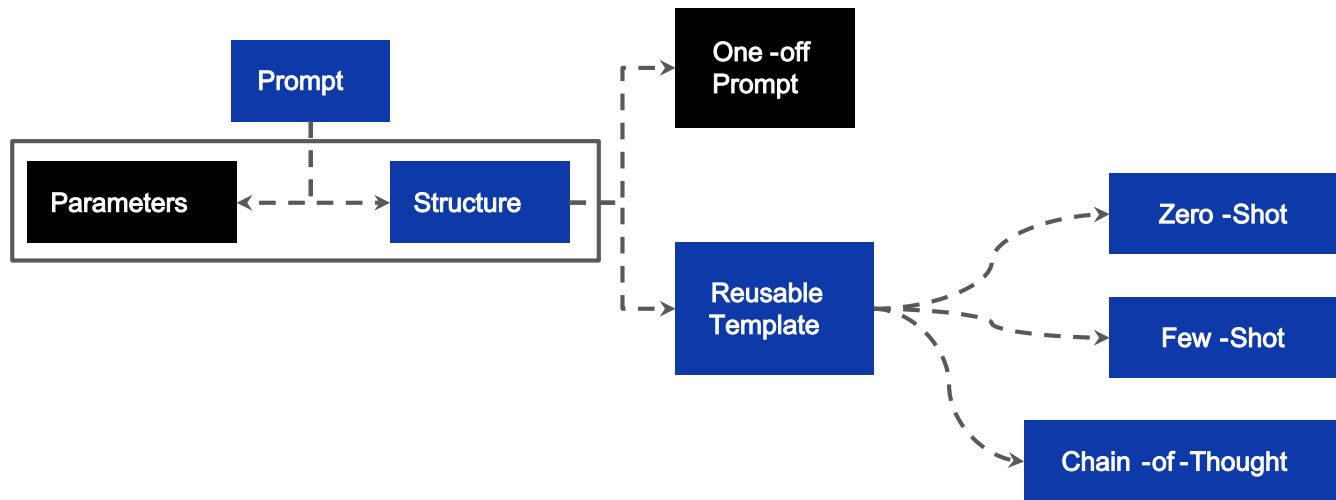 Prompt
Parameters
Structure
One -off
Prompt
Reusable
Template
Zero -Shot
Few -Shot
Chain -of -Thought